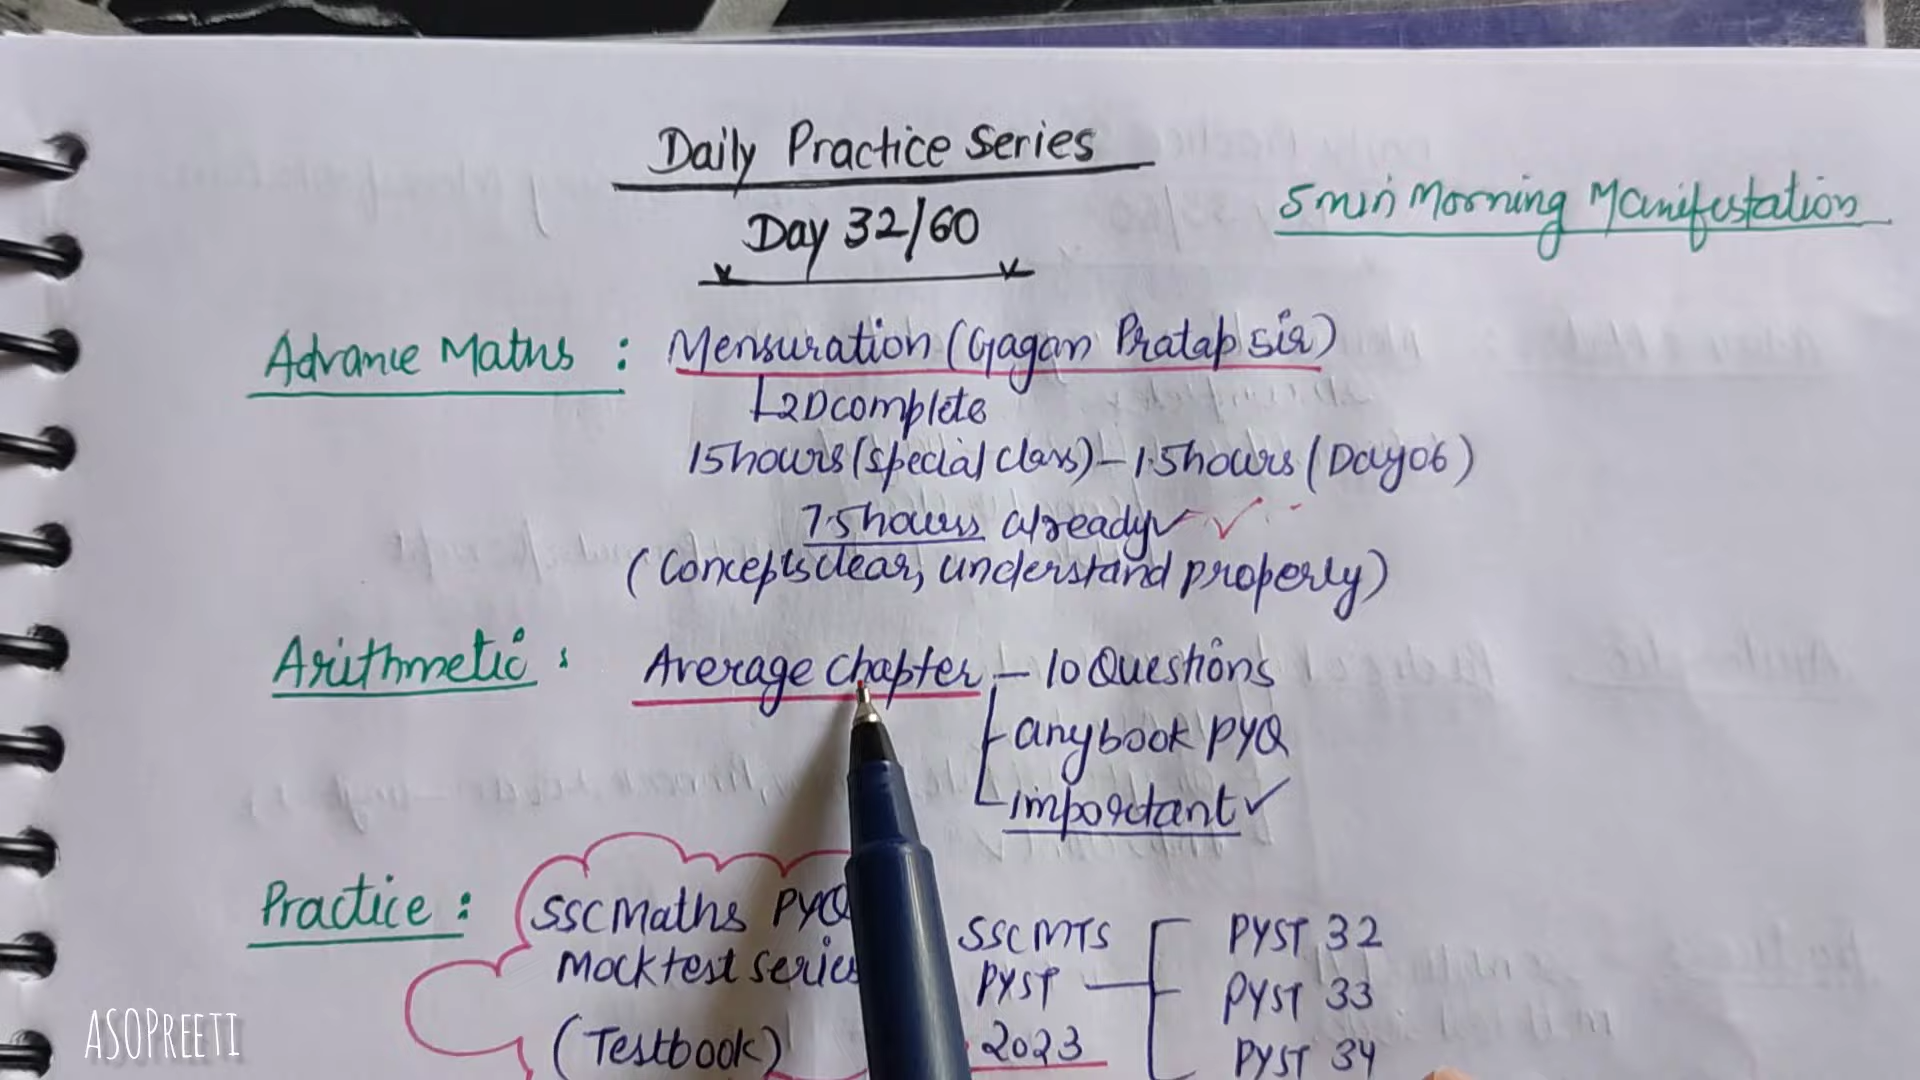 Daily Practice Series
Day 32/60
5 min Morning Manifestation
Advance Maths : Mensuration (Gagan Pratap sir)
2D complete
15 hours (special class) - 1.5 hours (Day 06)
7.5 hours already ✓ ✓
(Concepts clear, understand properly)
Arithmetic : Average Chapter - 10 Questions
any book PYQ
important ✓
Practice : SSC Maths PYQ
Mock test series
(Testbook)
SSC MTS
PYST
2023
PYST 32
PYST 33
PYST 34
ASOPREETI